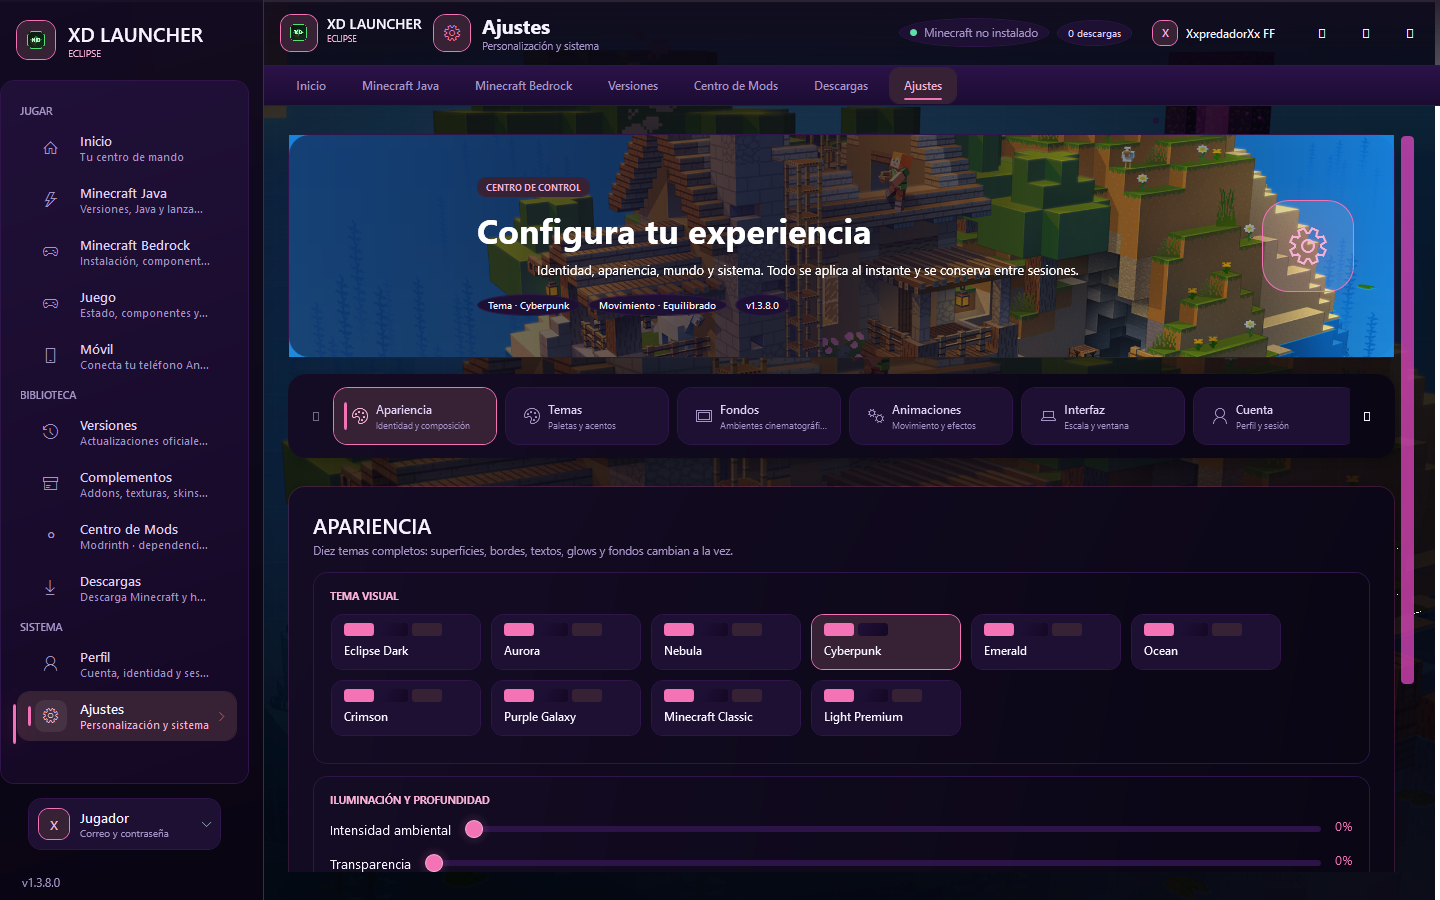 XD LAUNCHER
ECLIPSE
JUGAR
Inicio
Tu centro de mando
Minecraft Java
Versiones, Java y lanza...
Minecraft Bedrock
Instalación, component...
Juego
Estado, componentes y...
Móvil
Conecta tu teléfono An...
BIBLIOTECA
Versiones
Actualizaciones oficiale...
Complementos
Addons, texturas, skins...
Centro de Mods
Modrinth · dependenci...
Descargas
Descarga Minecraft y h...
SISTEMA
Perfil
Cuenta, identidad y ses...
Ajustes
Personalización y sistema
X
Jugador
Correo y contraseña
v1.3.8.0
XD LAUNCHER
ECLIPSE
Ajustes
Personalización y sistema
Minecraft no instalado
0 descargas
X
XxpredadorXx FF
Inicio
Minecraft Java
Minecraft Bedrock
Versiones
Centro de Mods
Descargas
Ajustes
CENTRO DE CONTROL
Configura tu experiencia
Identidad, apariencia, mundo y sistema. Todo se aplica al instante y se conserva entre sesiones.
Tema · Cyberpunk
Movimiento · Equilibrado
v1.3.8.0
Apariencia
Identidad y composición
Temas
Paletas y acentos
Fondos
Ambientes cinematográfi...
Animaciones
Movimiento y efectos
Interfaz
Escala y ventana
Cuenta
Perfil y sesión
APARIENCIA
Diez temas completos: superficies, bordes, textos, glows y fondos cambian a la vez.
TEMA VISUAL
Eclipse Dark
Aurora
Nebula
Cyberpunk
Emerald
Ocean
Crimson
Purple Galaxy
Minecraft Classic
Light Premium
ILUMINACIÓN Y PROFUNDIDAD
Intensidad ambiental
0%
Transparencia
0%